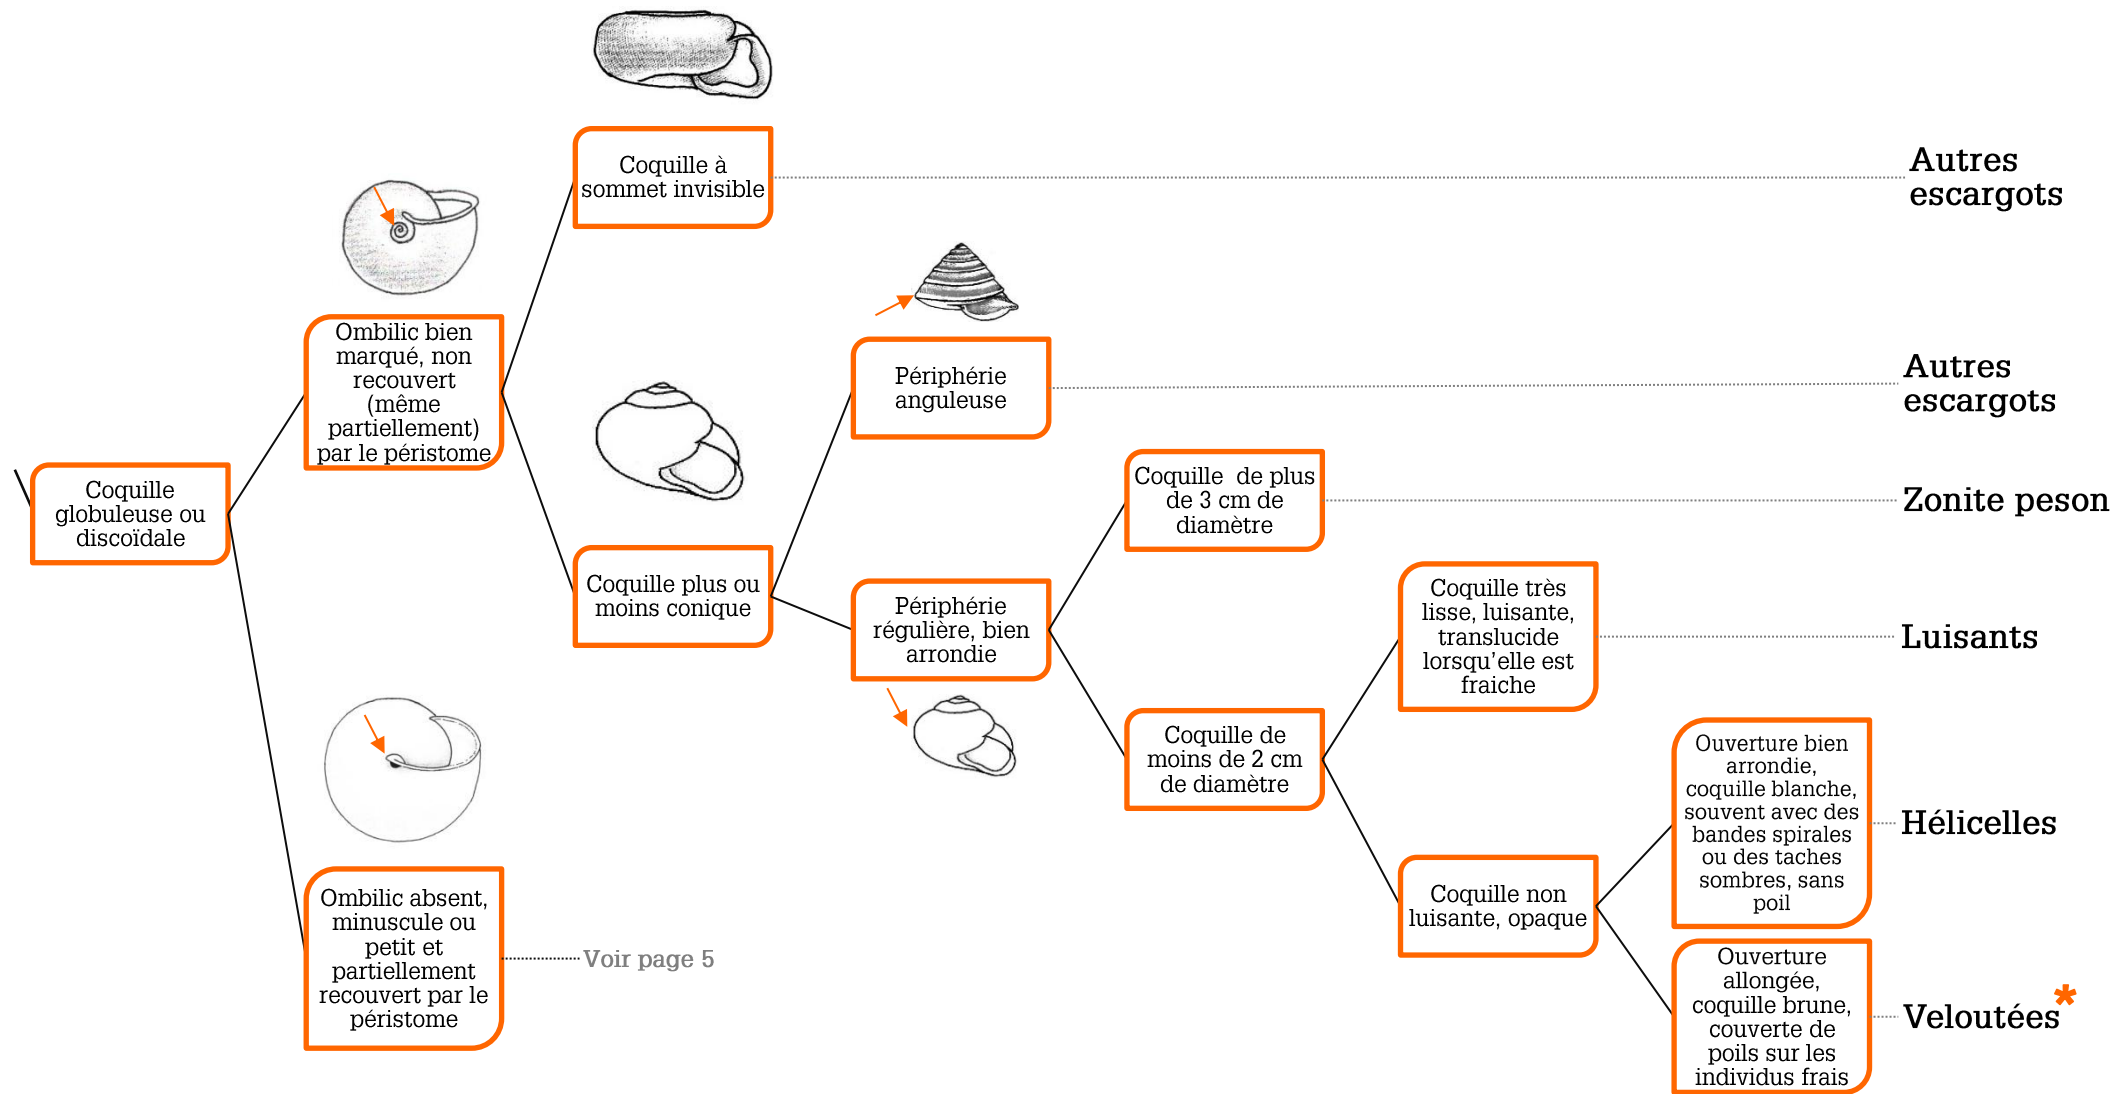 Coquille à
sommet invisible
Autres
escargots
Ombilic bien
marqué, non
recouvert
(même
partiellement)
par le péristome
Périphérie
anguleuse
Autres
escargots
Coquille
globuleuse ou
discoïdale
Coquille de plus
de 3 cm de
diamètre
Zonite peson
Coquille plus ou
moins conique
Périphérie
régulière, bien
arrondie
Coquille très
lisse, luisante,
translucide
lorsqu'elle est
fraiche
Luisants
Coquille de
moins de 2 cm
de diamètre
Ouverture bien
arrondie,
coquille blanche,
souvent avec des
bandes spirales
ou des taches
sombres, sans
poil
Hélicelles
Ombilic absent,
minuscule ou
petit et
partiellement
recouvert par le
péristome
Voir page 5
Coquille non
luisante, opaque
Ouverture
allongée,
coquille brune,
couverte de
poils sur les
individus frais
Veloutées*